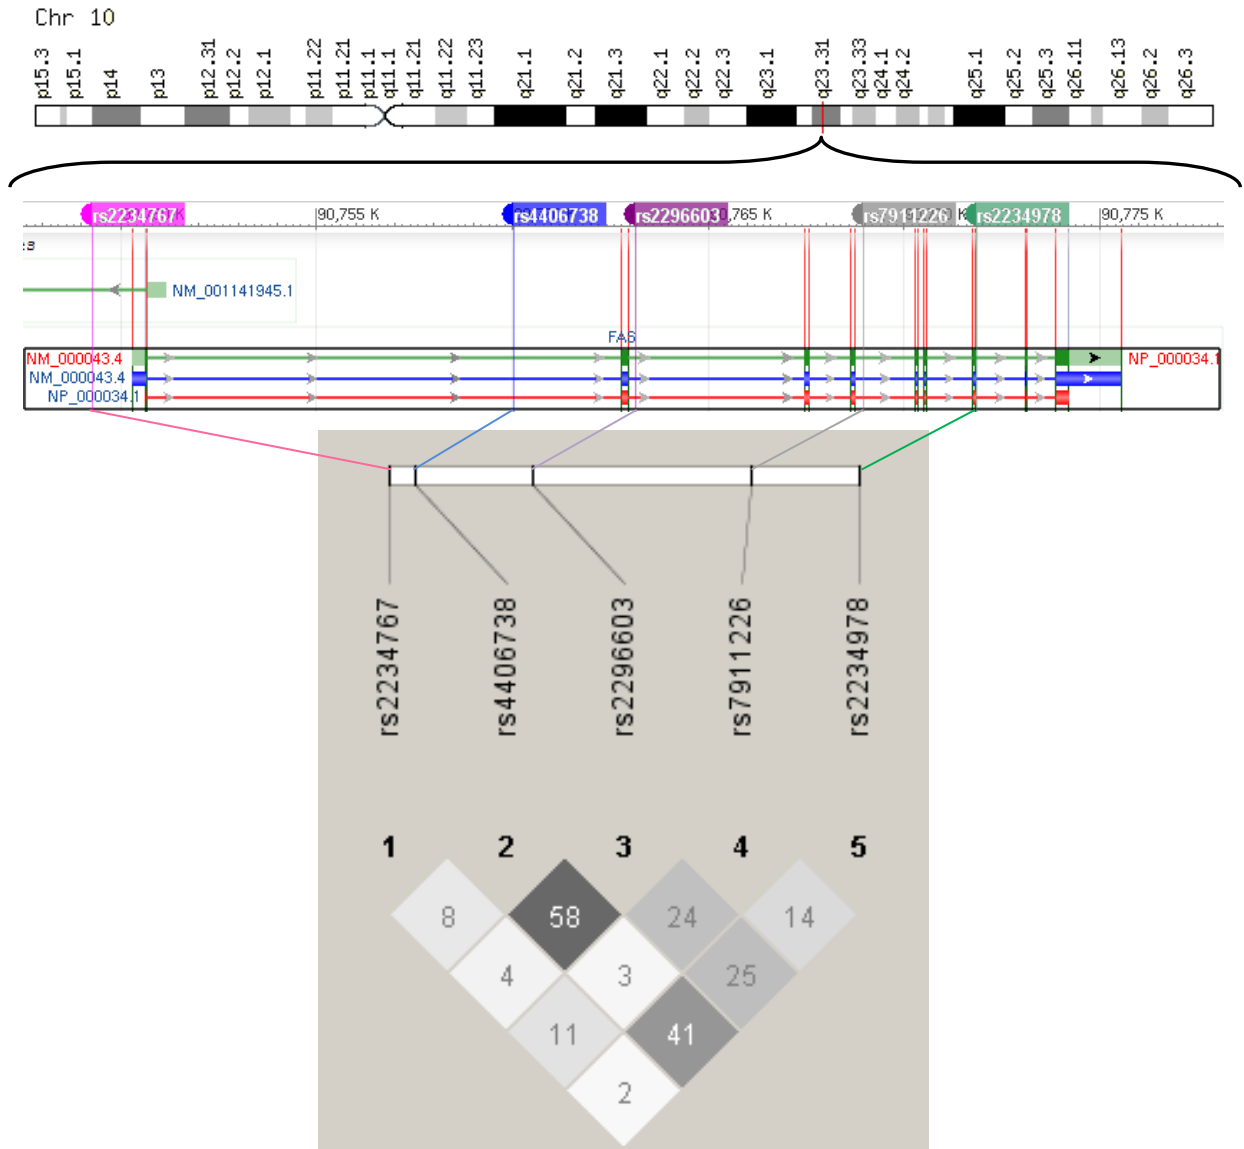 Chr 10
p15.3 p15.1 p14 p13 p12.31 p12.2 p12.1 p11.22 p11.21 p11.1 q11.1 q11.21 q11.22 q11.23 q21.1 q21.2 q21.3 q22.1 q22.2 q22.3 q23.1 q23.31 q23.33 q24.1 q24.2 q25.1 q25.2 q25.3 q26.11 q26.13 q26.2 q26.3
rs2234767 K 90,755 K rs4406738 rs2296603 0,765 K rs7911226 K rs2234978 90,775 K
:s
NM_001141945.1
FAS
NM_000043.4 NP_000034.1
NM_000043.4
NP_000034.1
rs2234767 rs4406738 rs2296603 rs7911226 rs2234978
1 2 3 4 5
8 58 24 14
4 3 25
11 41
2